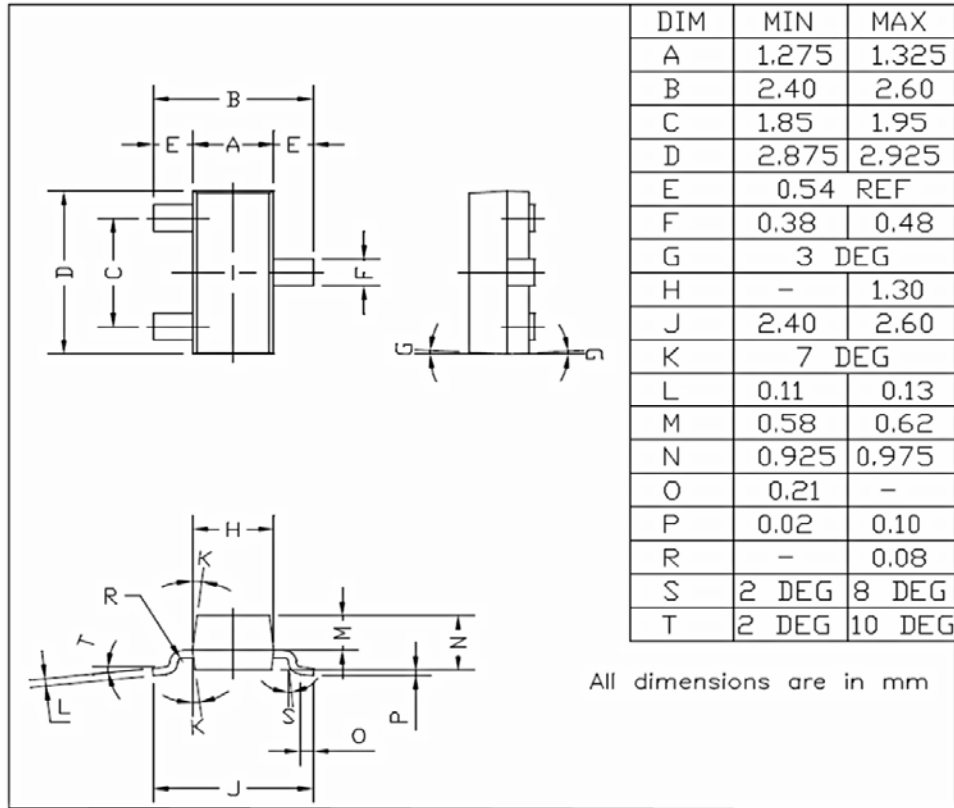 DIM MIN MAX
A 1.275 1.325
B 2.40 2.60
C 1.85 1.95
D 2.875 2.925
E 0.54 REF
F 0.38 0.48
G 3 DEG
H - 1.30
J 2.40 2.60
K 7 DEG
L 0.11 0.13
M 0.58 0.62
N 0.925 0.975
O 0.21 -
P 0.02 0.10
R - 0.08
S 2 DEG 8 DEG
T 2 DEG 10 DEG
All dimensions are in mm
B
E A E
D C F
G G
H
K
R
T M N
L K S P
O
J